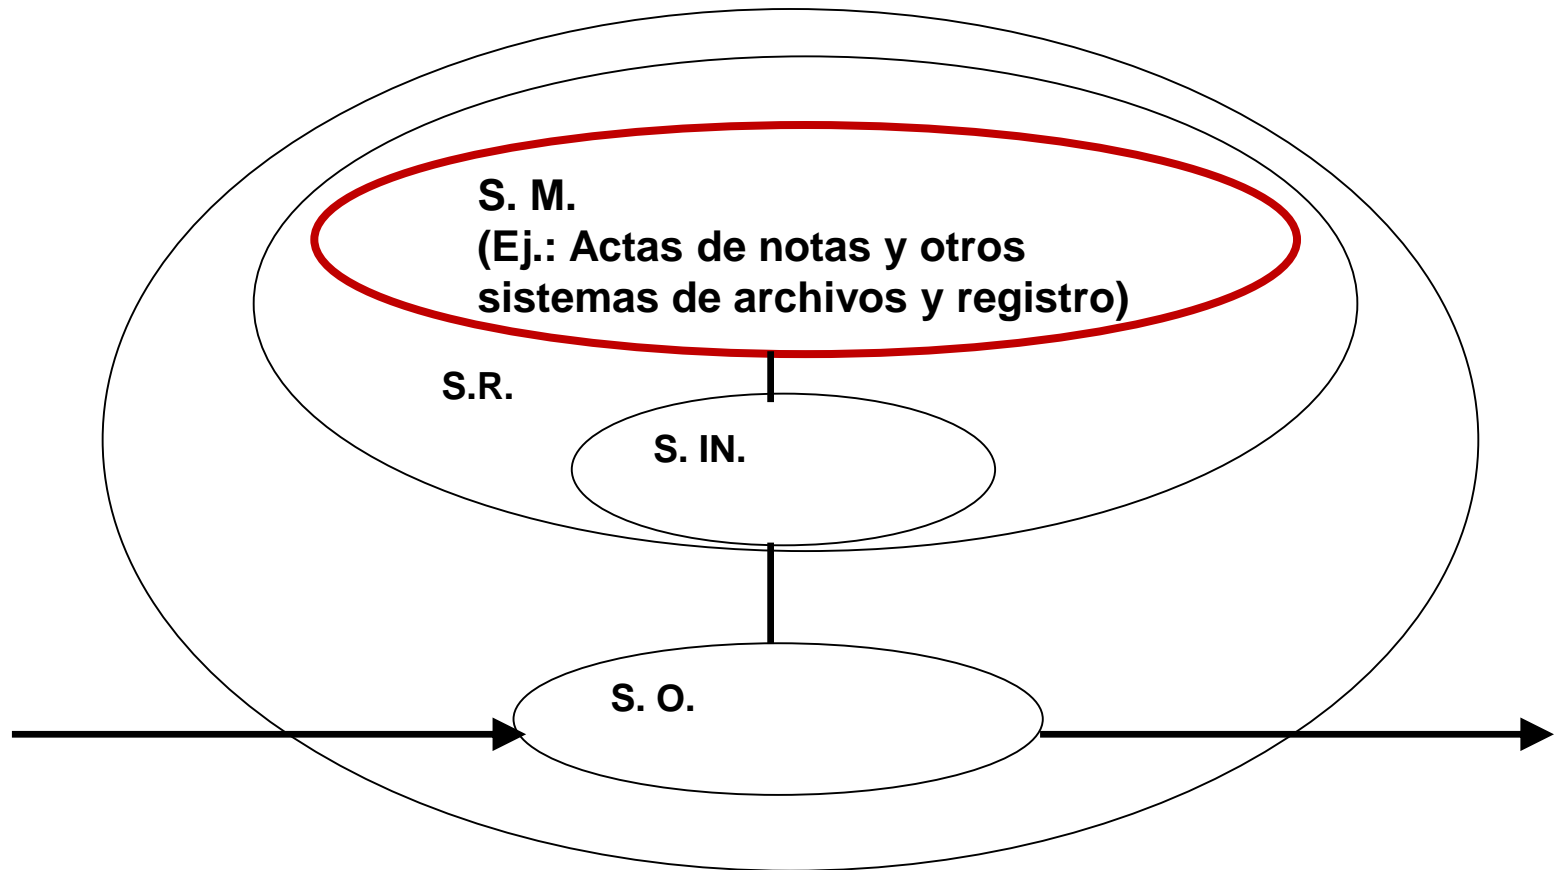 S. M.
(Ej.: Actas de notas y otros
sistemas de archivos y registro)
S.R.
S. IN.
S. O.